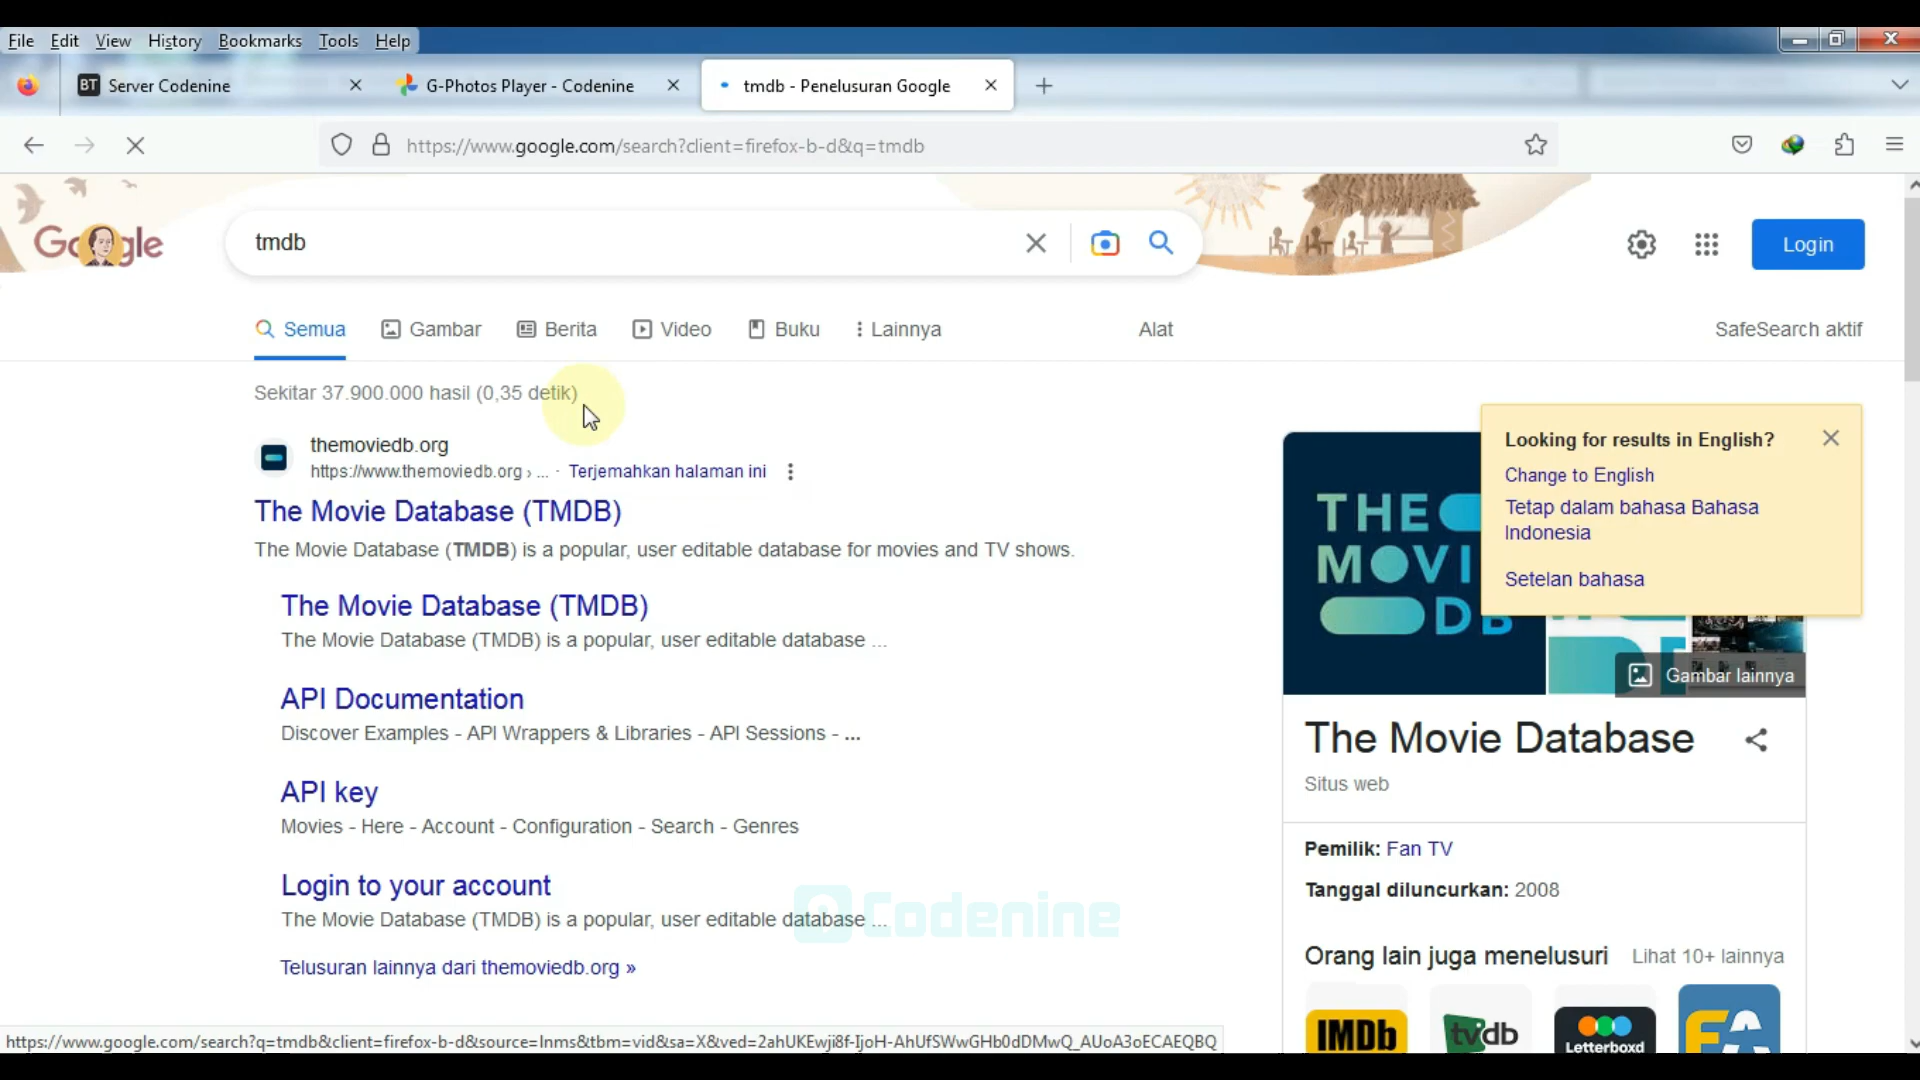 File Edit View History Bookmarks Tools Help
BT Server Codenine
G-Photos Player - Codenine
tmdb - Penelusuran Google
https://www.google.com/search?client=firefox-b-d&q=tmdb
Google
tmdb
Login
Semua
Gambar
Berita
Video
Buku
Lainnya
Alat
SafeSearch aktif
Sekitar 37.900.000 hasil (0,35 detik)
themoviedb.org
https://www.themoviedb.org › ... · Terjemahkan halaman ini
The Movie Database (TMDB)
The Movie Database (TMDB) is a popular, user editable database for movies and TV shows.
The Movie Database (TMDB)
The Movie Database (TMDB) is a popular, user editable database ...
API Documentation
Discover Examples - API Wrappers & Libraries - API Sessions - ...
API key
Movies - Here - Account - Configuration - Search - Genres
Login to your account
The Movie Database (TMDB) is a popular, user editable database ...
Telusuran lainnya dari themoviedb.org »
Codenine
Looking for results in English?
Change to English
Tetap dalam bahasa Bahasa
Indonesia
Setelan bahasa
THE
MOVI
DB
Gambar lainnya
The Movie Database
Situs web
Pemilik: Fan TV
Tanggal diluncurkan: 2008
Orang lain juga menelusuri
Lihat 10+ lainnya
IMDb
tvdb
Letterboxd
https://www.google.com/search?q=tmdb&client=firefox-b-d&source=lnms&tbm=vid&sa=X&ved=2ahUKEwji8f-IjoH-AhUfSWwGHb0dDMwQ_AUoA3oECAEQBQ